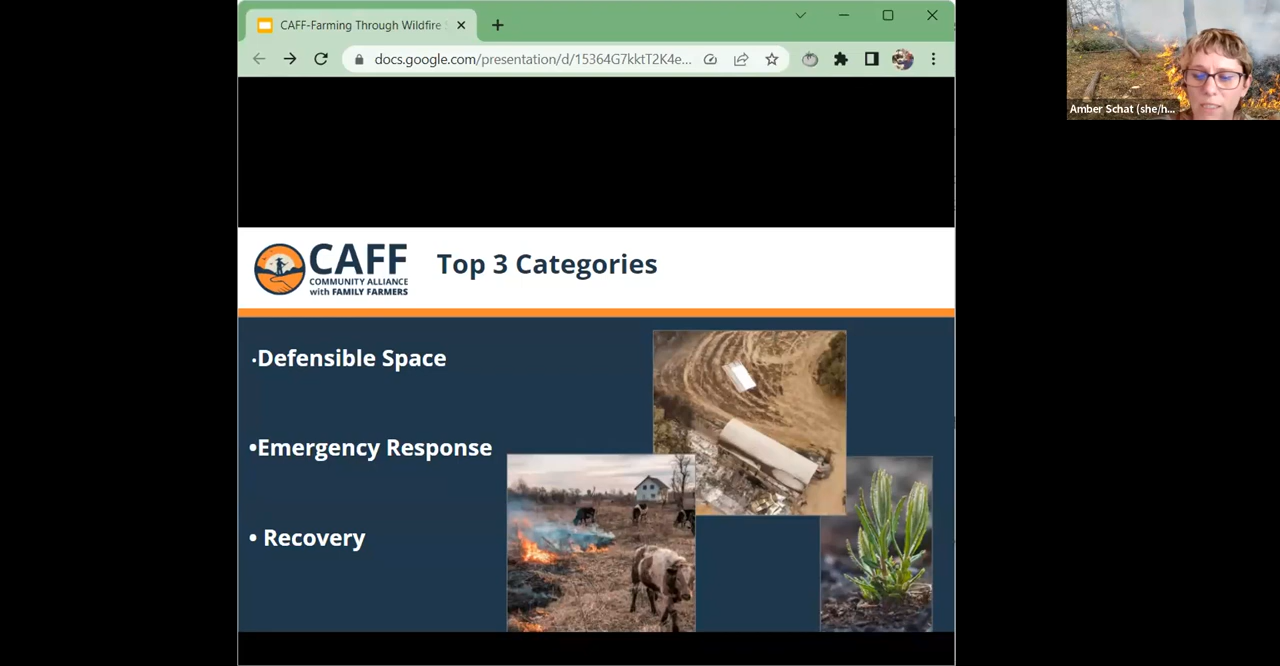 CAFF-Farming Through Wildfire
docs.google.com/presentation/d/15364G7kktT2K4e...
Amber Schat (she/h...
CAFF
COMMUNITY ALLIANCE
with FAMILY FARMERS
Top 3 Categories
·Defensible Space
•Emergency Response
• Recovery